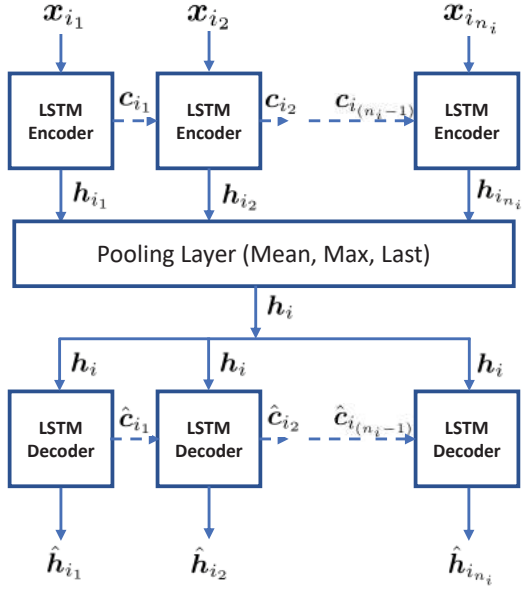 x_{i_1} x_{i_2} x_{i_{n_i}}
LSTM Encoder c_{i_1} LSTM Encoder c_{i_2} c_{i_{(n_i-1)}} LSTM Encoder
h_{i_1} h_{i_2} h_{i_{n_i}}
Pooling Layer (Mean, Max, Last)
h_i
h_i h_i h_i
LSTM Decoder ĉ_{i_1} LSTM Decoder ĉ_{i_2} ĉ_{i_{(n_i-1)}} LSTM Decoder
ĥ_{i_1} ĥ_{i_2} ĥ_{i_{n_i}}